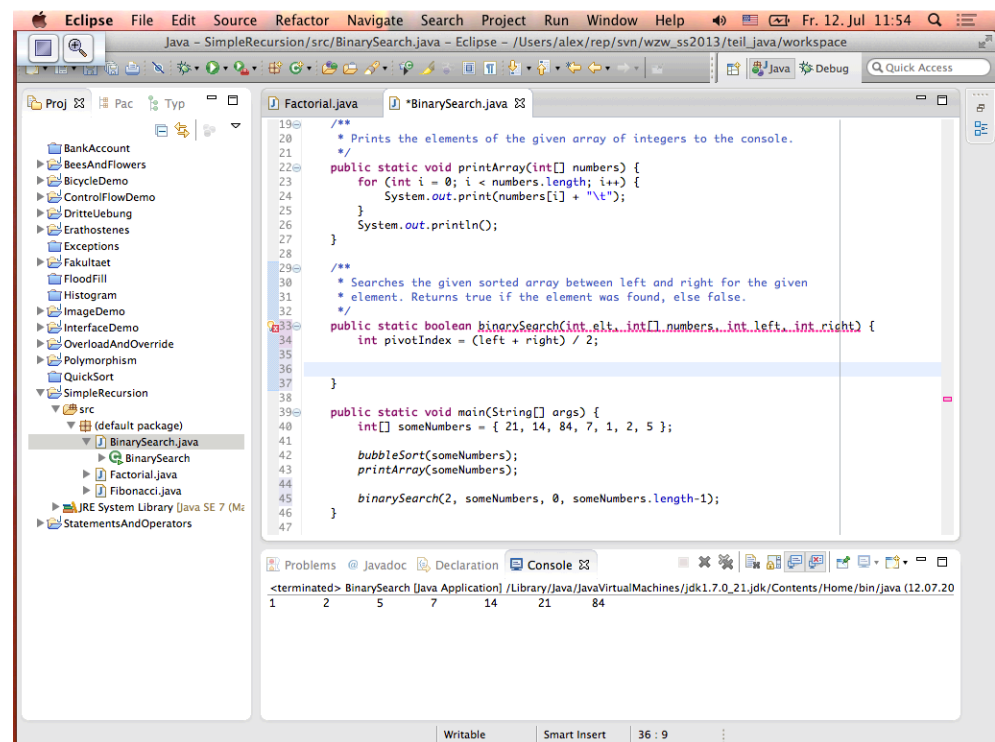 Eclipse File Edit Source Refactor Navigate Search Project Run Window Help Fr. 12. Jul 11:54
Java – SimpleRecursion/src/BinarySearch.java – Eclipse – /Users/alex/rep/svn/wzw_ss2013/teil_java/workspace
Java Debug Quick Access
Proj Pac Typ
BankAccount
BeesAndFlowers
BicycleDemo
ControlFlowDemo
DritteUebung
Erathostenes
Exceptions
Fakultaet
FloodFill
Histogram
ImageDemo
InterfaceDemo
OverloadAndOverride
Polymorphism
QuickSort
SimpleRecursion
src
(default package)
BinarySearch.java
BinarySearch
Factorial.java
Fibonacci.java
JRE System Library [Java SE 7 (Ma
StatementsAndOperators
Factorial.java *BinarySearch.java
19 /**
20 * Prints the elements of the given array of integers to the console.
21 */
22 public static void printArray(int[] numbers) {
23 for (int i = 0; i < numbers.length; i++) {
24 System.out.print(numbers[i] + "\t");
25 }
26 System.out.println();
27 }
28
29 /**
30 * Searches the given sorted array between left and right for the given
31 * element. Returns true if the element was found, else false.
32 */
33 public static boolean binarySearch(int elt, int[] numbers, int left, int right) {
34 int pivotIndex = (left + right) / 2;
35
36
37 }
38
39 public static void main(String[] args) {
40 int[] someNumbers = { 21, 14, 84, 7, 1, 2, 5 };
41
42 bubbleSort(someNumbers);
43 printArray(someNumbers);
44
45 binarySearch(2, someNumbers, 0, someNumbers.length-1);
46 }
47
Problems @ Javadoc Declaration Console
<terminated> BinarySearch [Java Application] /Library/Java/JavaVirtualMachines/jdk1.7.0_21.jdk/Contents/Home/bin/java (12.07.20
1 2 5 7 14 21 84
Writable Smart Insert 36 : 9